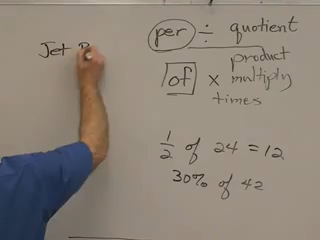 per ÷ quotient
product
of × multiply
times
Jet
1/2 of 24 = 12
30% of 42